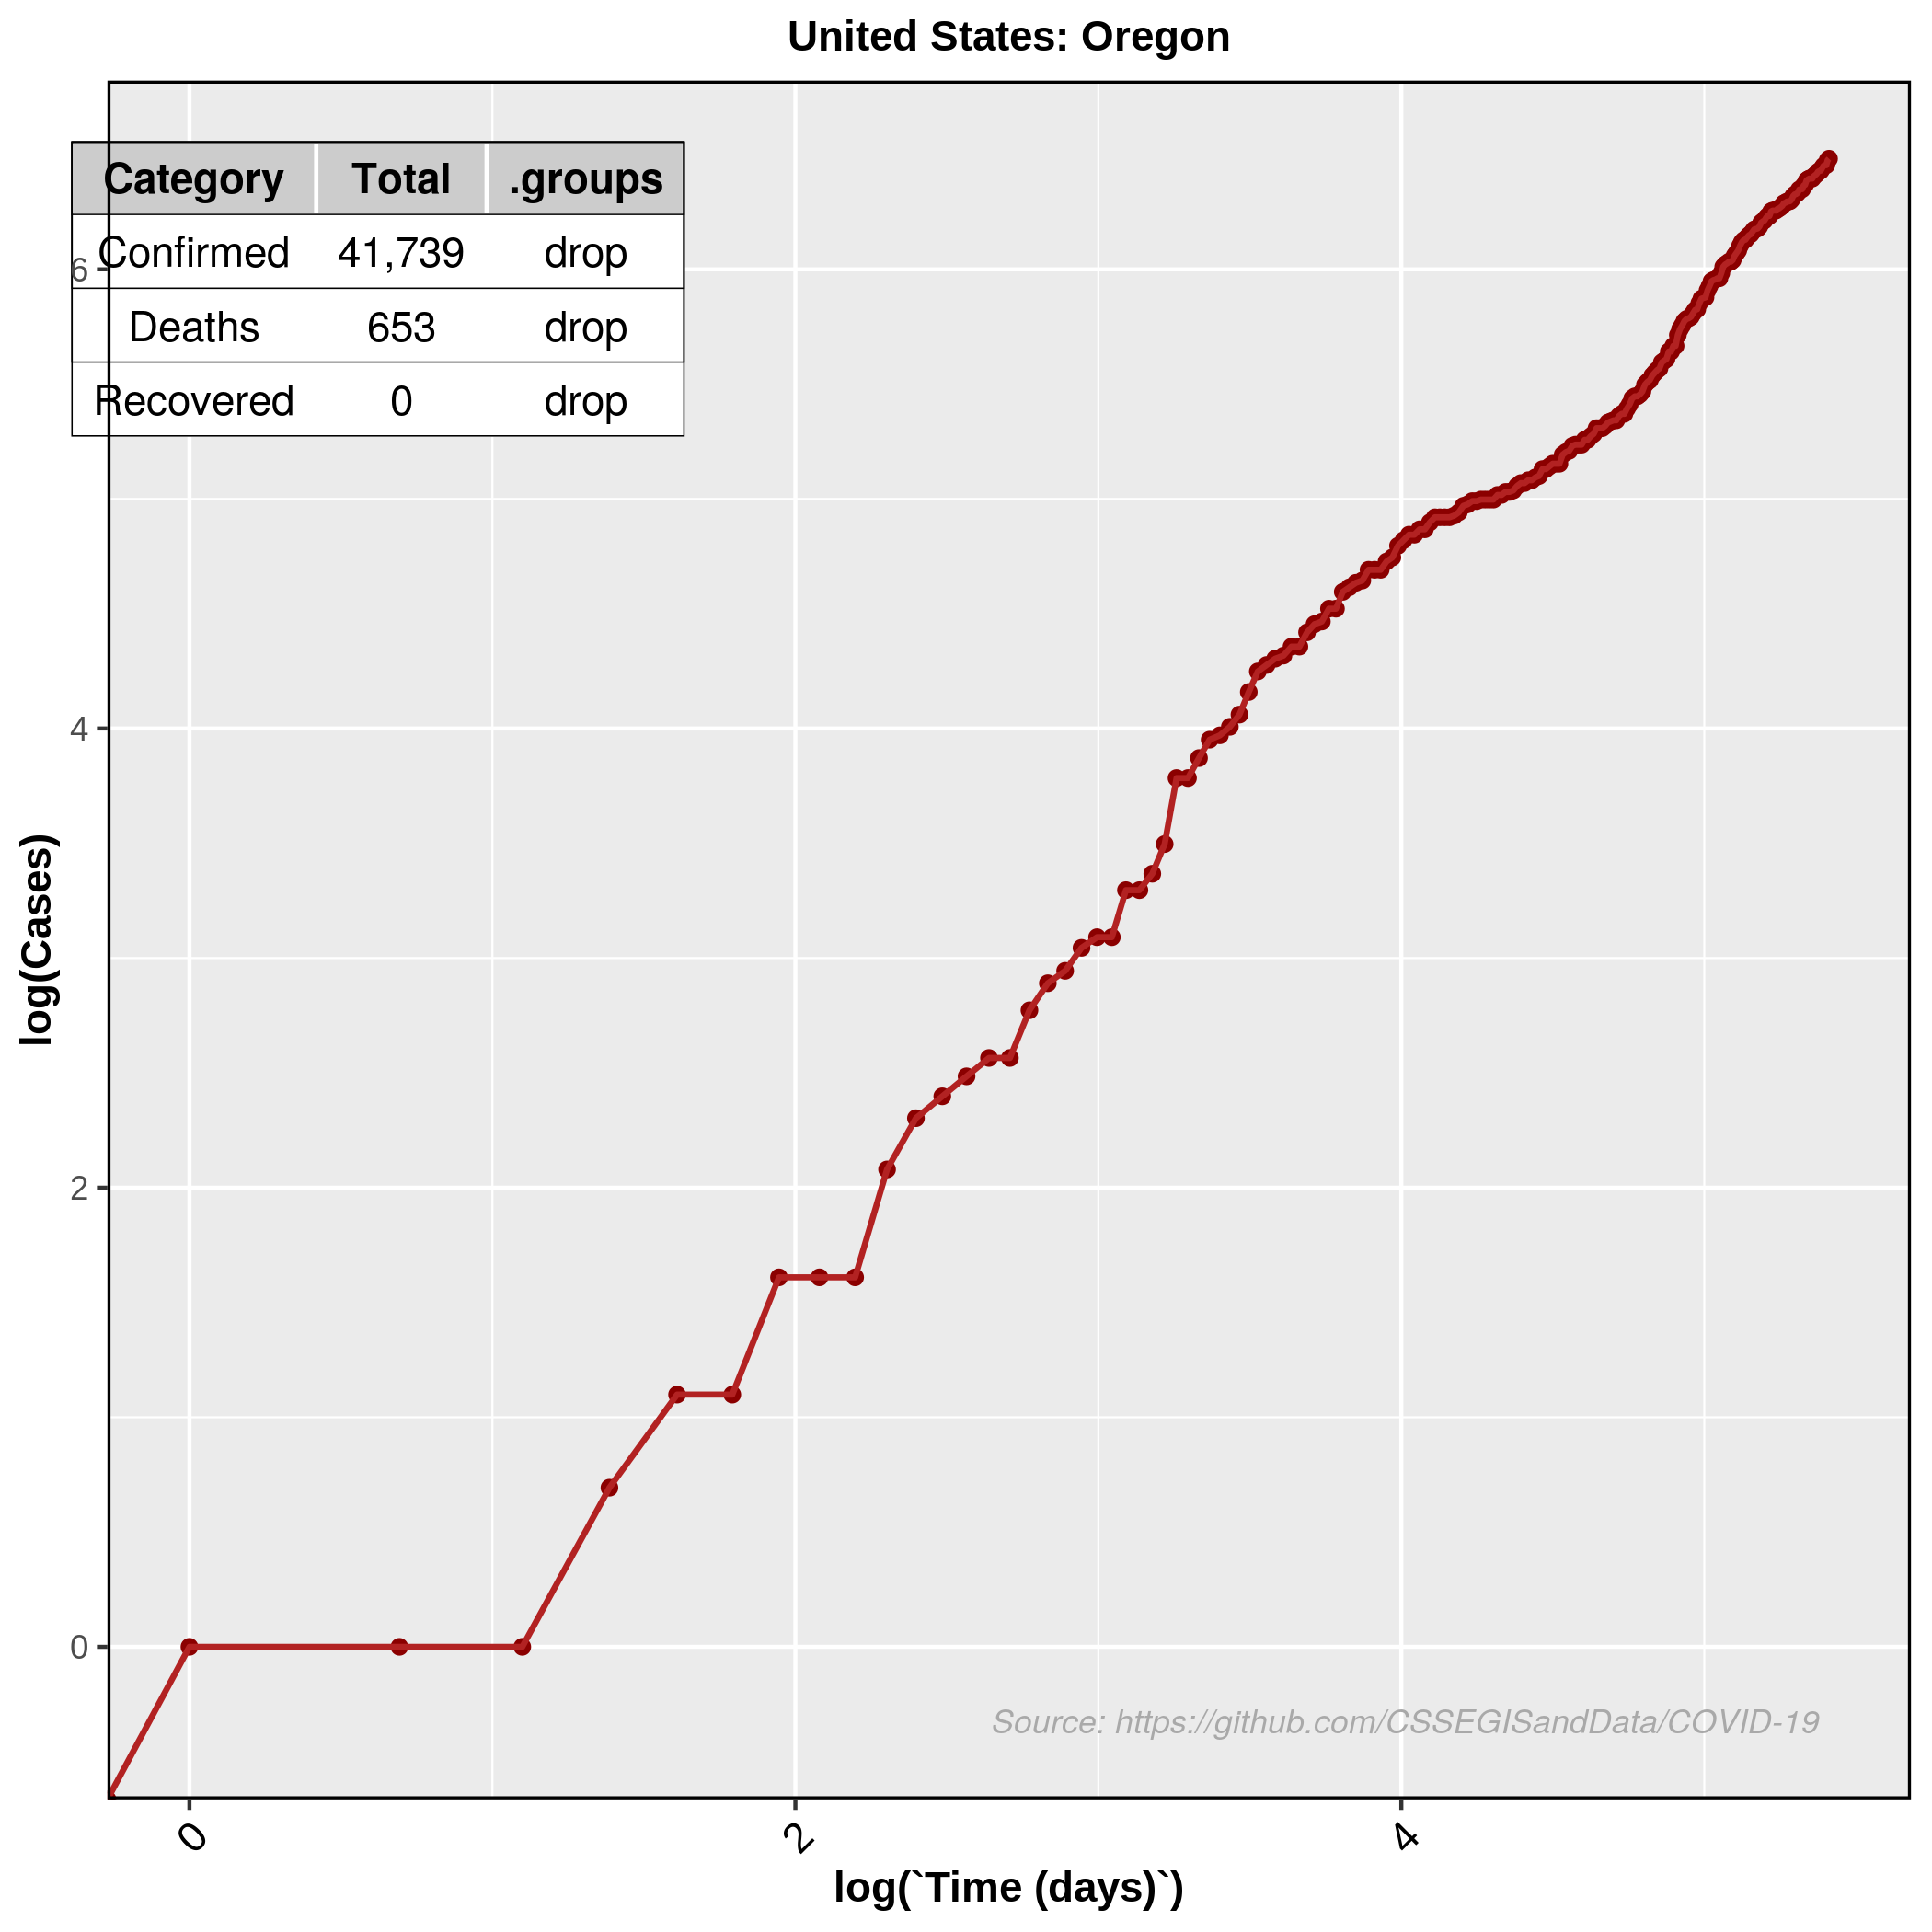 United States: Oregon
Category Total .groups
Confirmed 41,739 drop
Deaths 653 drop
Recovered 0 drop
6
4
2
0
log(Cases)
Source: https://github.com/CSSEGISandData/COVID-19
0 2 4
log(`Time (days)`)